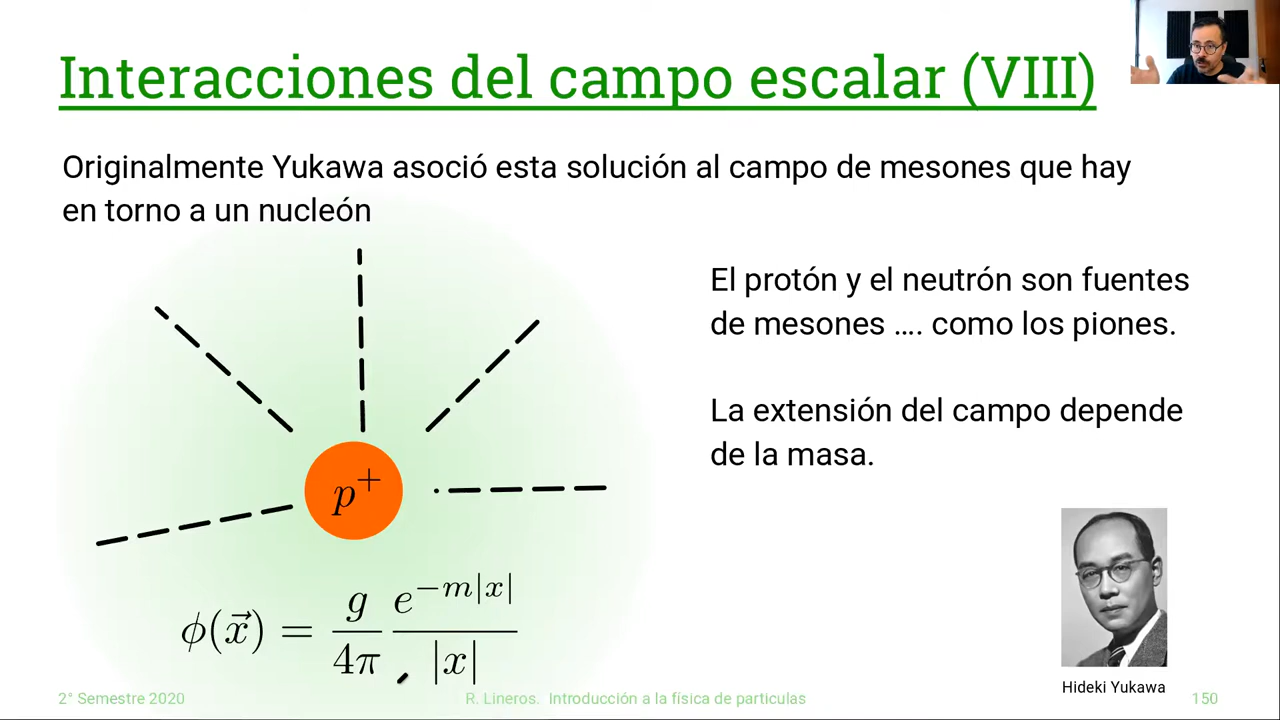 Interacciones del campo escalar (VIII)
Originalmente Yukawa asoció esta solución al campo de mesones que hay
en torno a un nucleón
El protón y el neutrón son fuentes
de mesones .... como los piones.
La extensión del campo depende
de la masa.
p⁺
ϕ(x⃗) = g/4π e^{−m|x|}/|x|
Hideki Yukawa
2° Semestre 2020
R. Lineros. Introducción a la física de particulas
150